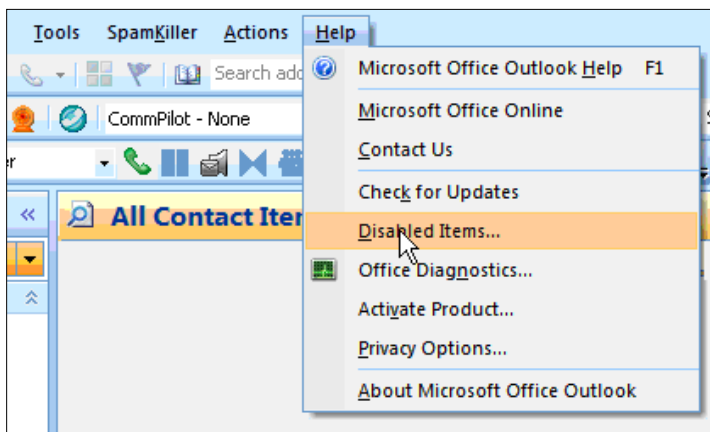 Tools SpamKiller Actions Help
Search add
CommPilot - None
All Contact Iter
Microsoft Office Outlook Help F1
Microsoft Office Online
Contact Us
Check for Updates
Disabled Items...
Office Diagnostics...
Activate Product...
Privacy Options...
About Microsoft Office Outlook